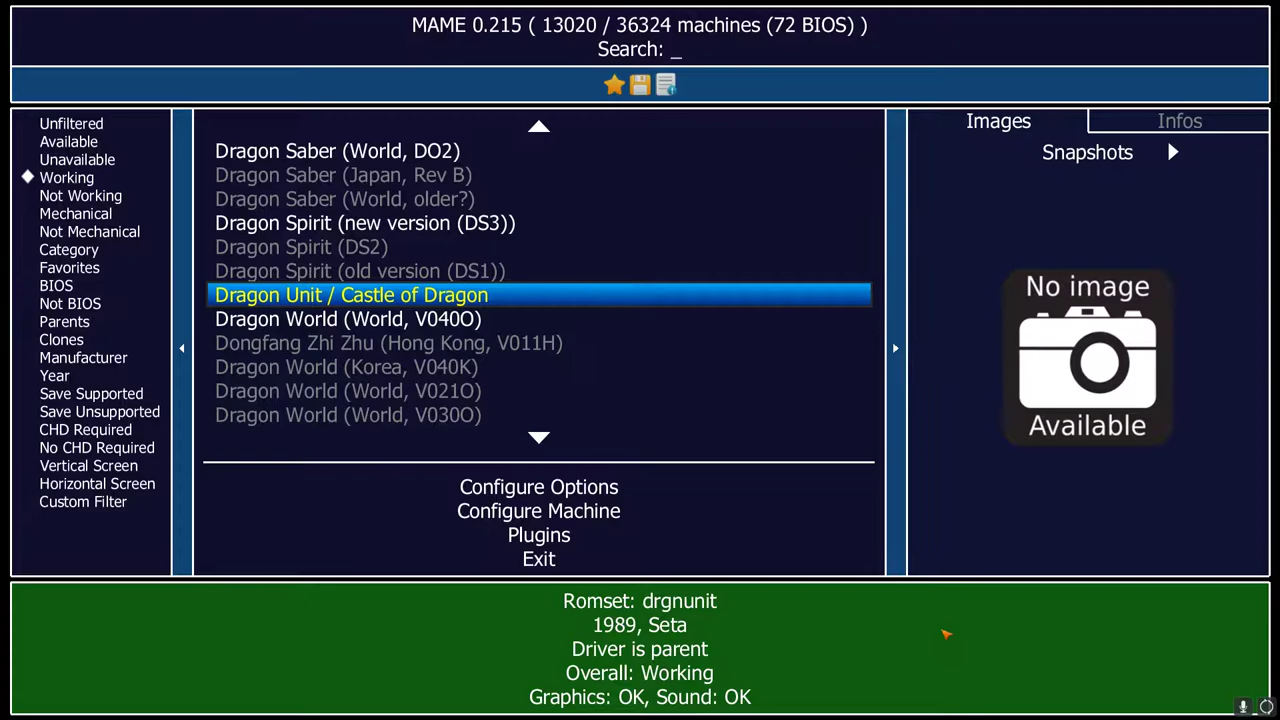 MAME 0.215 ( 13020 / 36324 machines (72 BIOS) )
Search: _
Unfiltered
Available
Unavailable
Working
Not Working
Mechanical
Not Mechanical
Category
Favorites
BIOS
Not BIOS
Parents
Clones
Manufacturer
Year
Save Supported
Save Unsupported
CHD Required
No CHD Required
Vertical Screen
Horizontal Screen
Custom Filter
Dragon Saber (World, DO2)
Dragon Saber (Japan, Rev B)
Dragon Saber (World, older?)
Dragon Spirit (new version (DS3))
Dragon Spirit (DS2)
Dragon Spirit (old version (DS1))
Dragon Unit / Castle of Dragon
Dragon World (World, V040O)
Dongfang Zhi Zhu (Hong Kong, V011H)
Dragon World (Korea, V040K)
Dragon World (World, V021O)
Dragon World (World, V030O)
Configure Options
Configure Machine
Plugins
Exit
Images
Infos
Snapshots
No image
Available
Romset: drgnunit
1989, Seta
Driver is parent
Overall: Working
Graphics: OK, Sound: OK